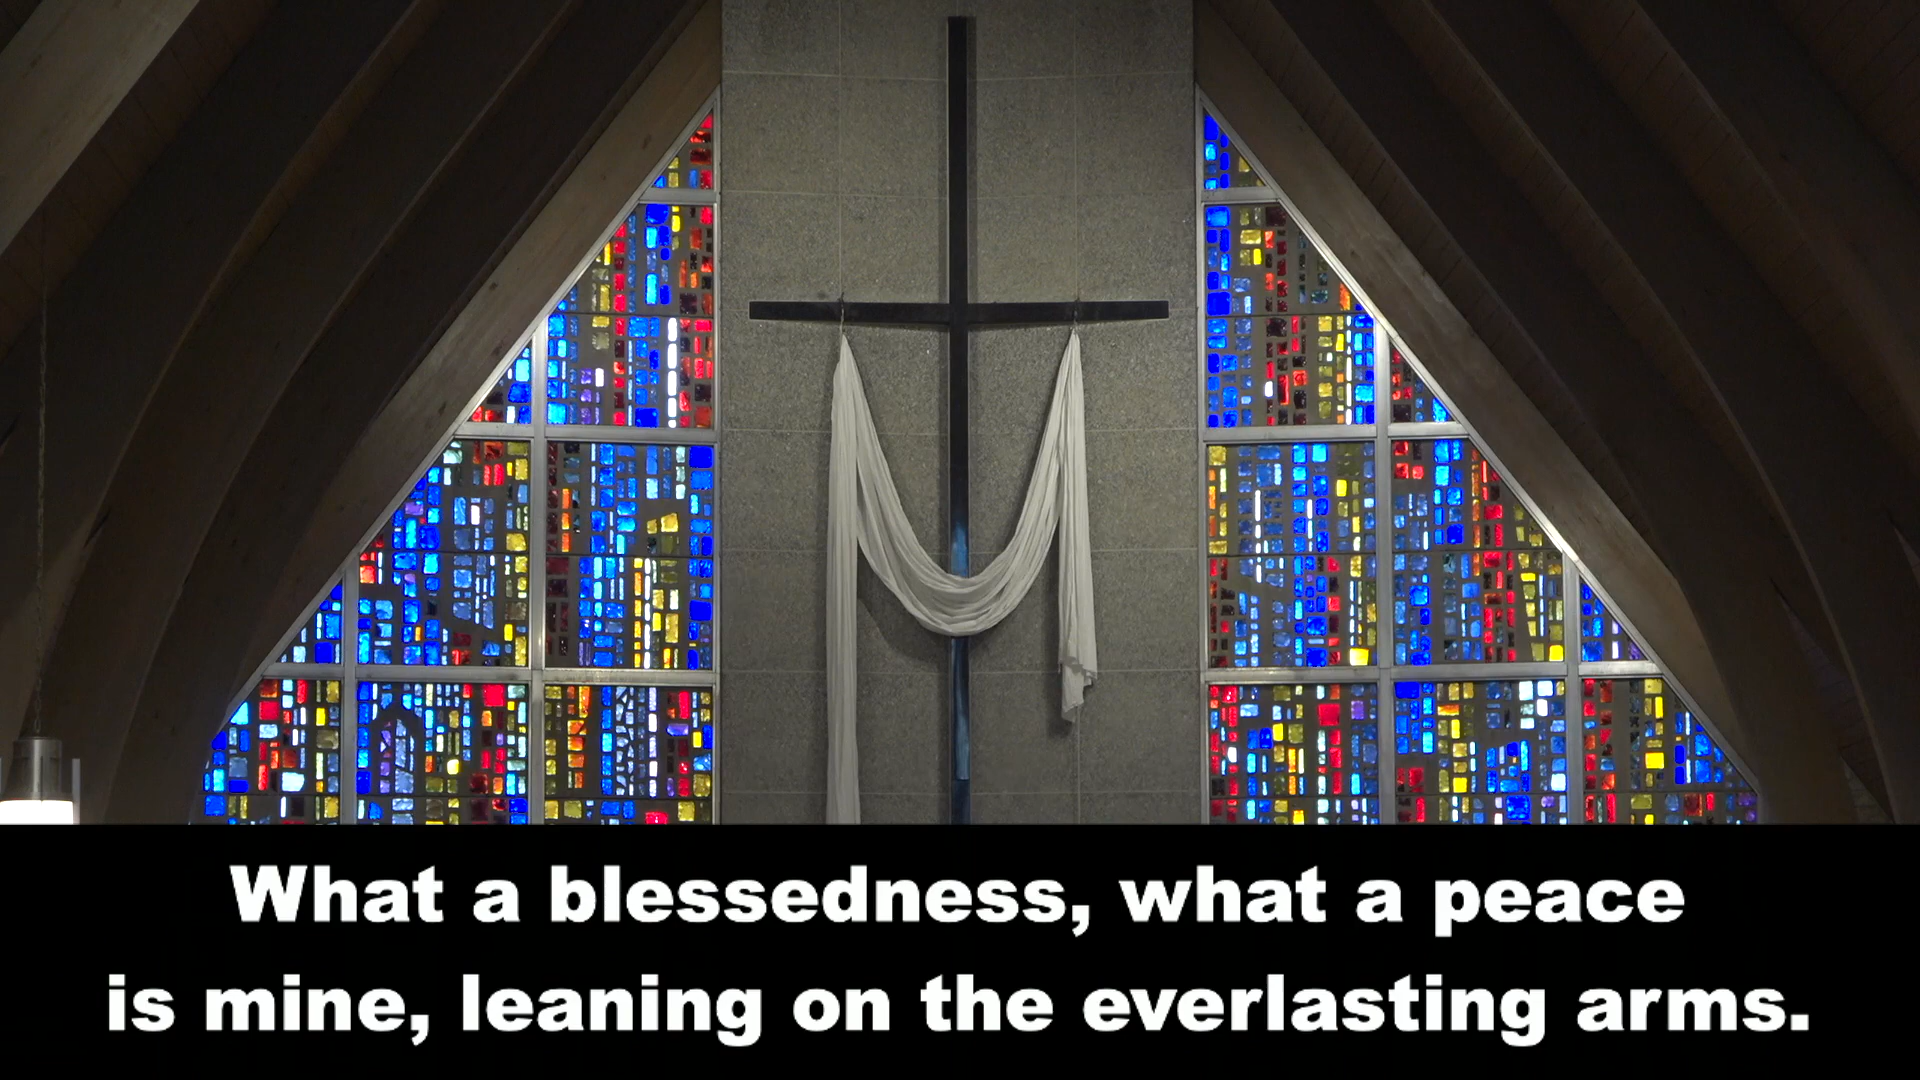 What a blessedness, what a peace
is mine, leaning on the everlasting arms.